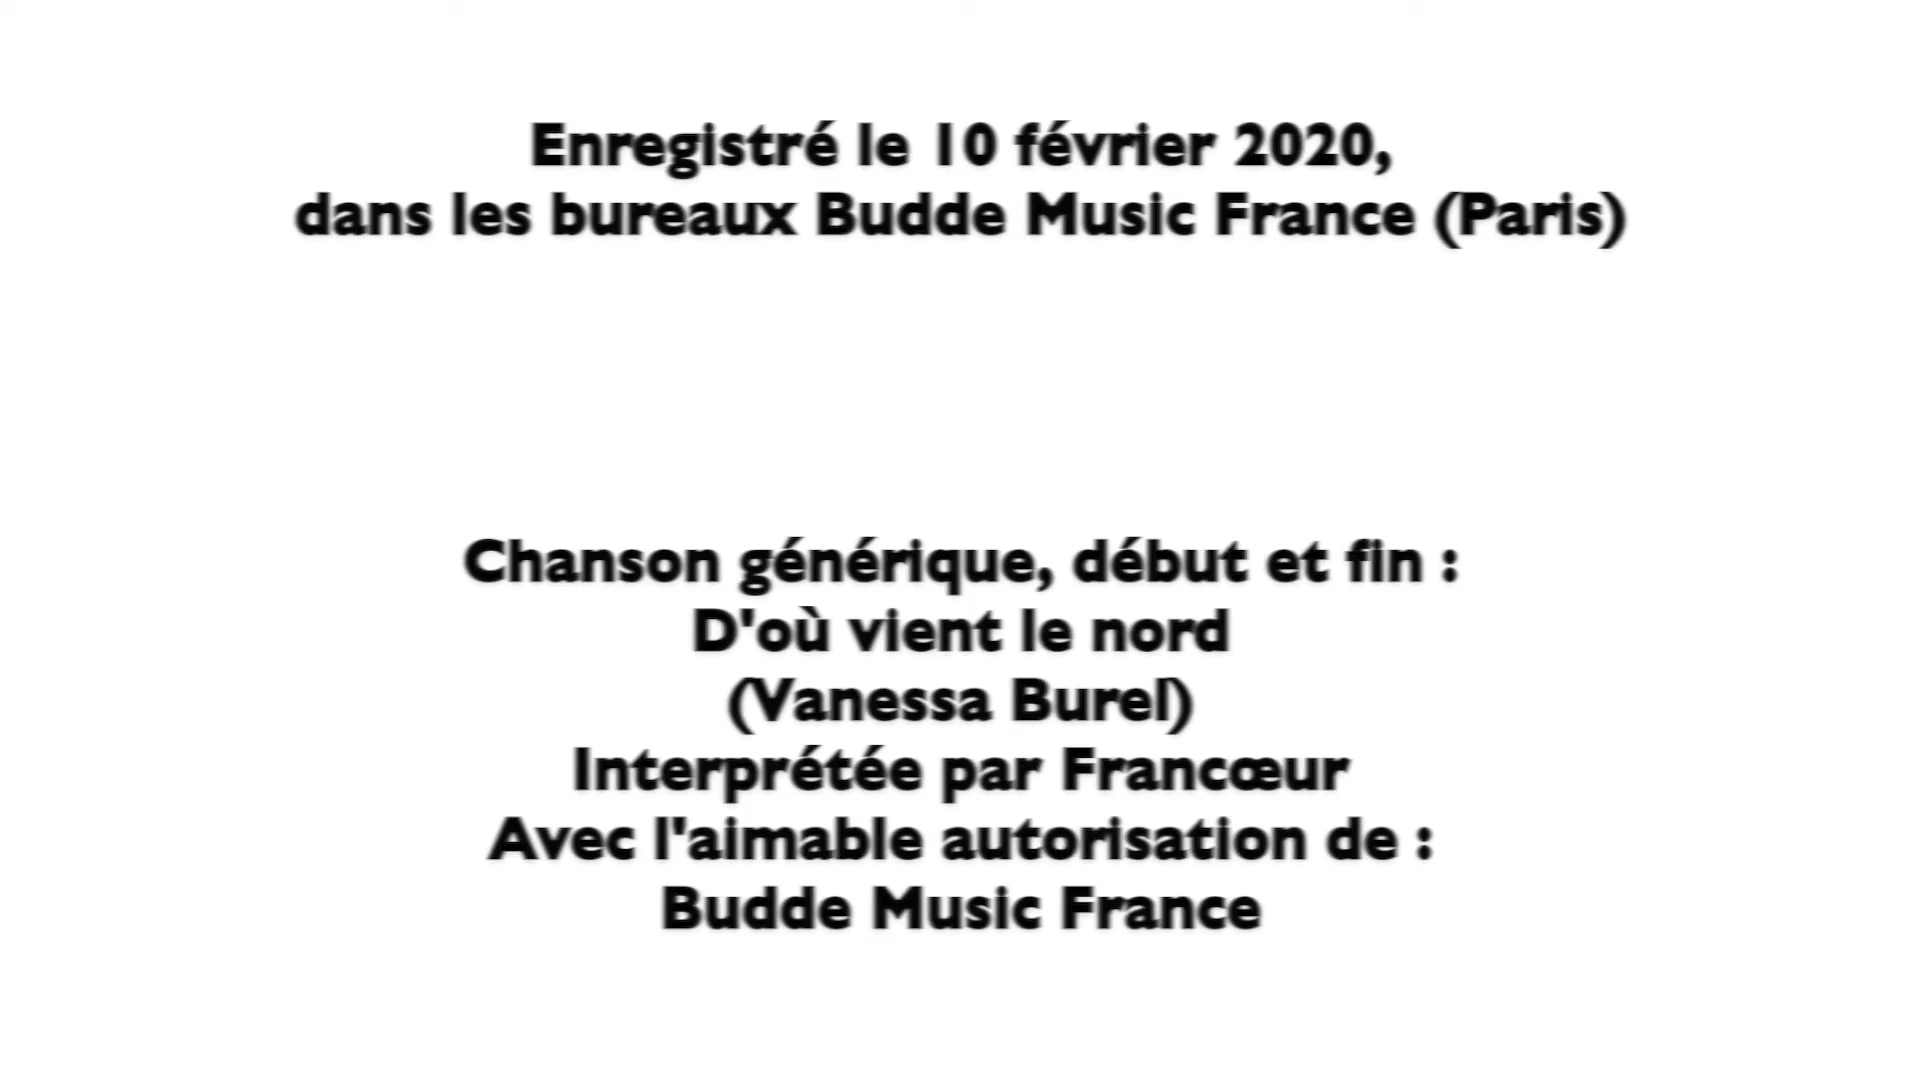 Enregistré le 10 février 2020,
dans les bureaux Budde Music France (Paris)
Chanson générique, début et fin :
D'où vient le nord
(Vanessa Burel)
Interprétée par Francœur
Avec l'aimable autorisation de :
Budde Music France